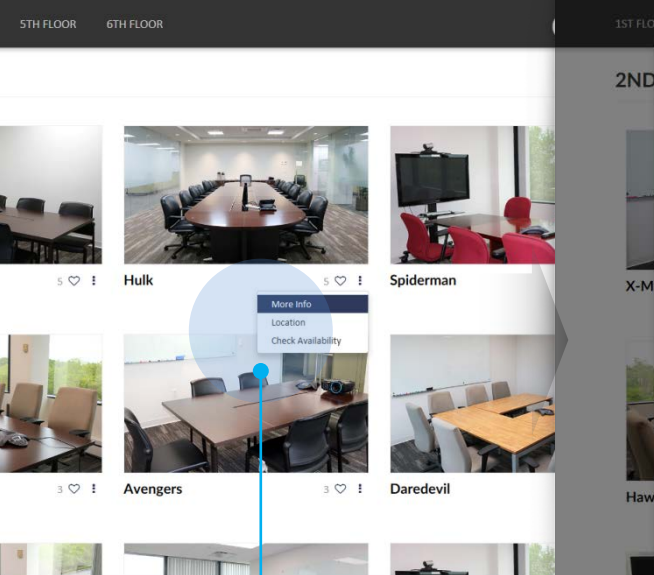 5TH FLOOR 6TH FLOOR
1ST FLO
2ND
5
Hulk 5 Spiderman
X-M
More Info
Location
Check Availability
3
Avengers 3 Daredevil
Haw